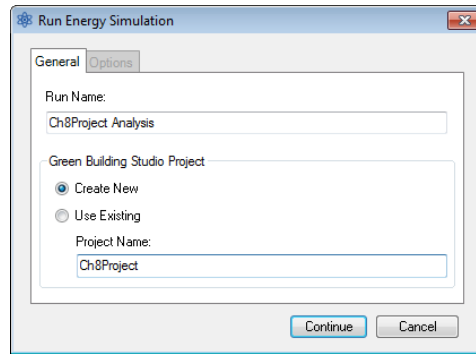 Run Energy Simulation
General Options
Run Name:
Ch8Project Analysis
Green Building Studio Project
Create New
Use Existing
Project Name:
Ch8Project
Continue Cancel